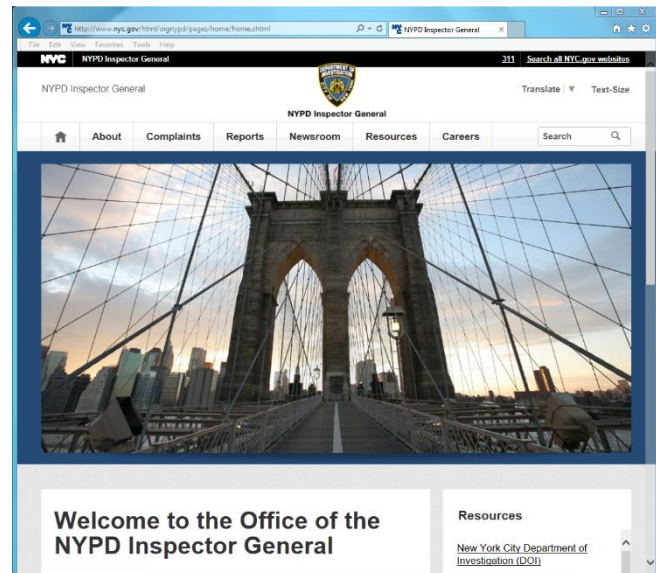 http://www.nyc.gov/html/oignypd/pages/home/home.shtml
NYPD Inspector General
File Edit View Favorites Tools Help
NYC NYPD Inspector General 311 Search all NYC.gov websites
NYPD Inspector General
DEPARTMENT OF
INVESTIGATION
NYPD Inspector General
Translate ▼ Text-Size
About Complaints Reports Newsroom Resources Careers Search
Welcome to the Office of the
NYPD Inspector General
Resources
New York City Department of
Investigation (DOI)